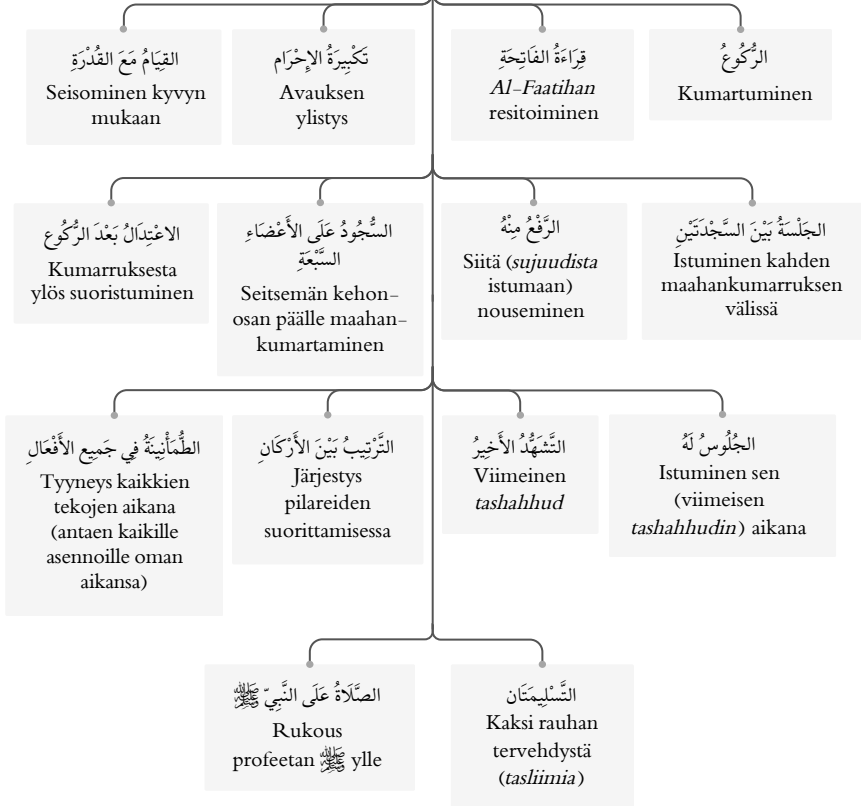 القِيَامُ مَعَ القُدْرَةِ
Seisominen kyvyn
mukaan
تَكْبِيرَةُ الإِحْرَام
Avauksen
ylistys
قِرَاءَةُ الفَاتِحَةِ
Al-Faatihan
resitoiminen
الرُّكُوعُ
Kumartuminen
الاعْتِدَالُ بَعْدَ الرُّكُوع
Kumarruksesta
ylös suoristuminen
السُّجُودُ عَلَى الأَعْضَاءِ
السَّبْعَةِ
Seitsemän kehon-
osan päälle maahan-
kumartaminen
الرَّفْعُ مِنْهُ
Siitä (sujuudista
istumaan)
nouseminen
الجَلْسَةُ بَيْنَ السَّجْدَتَيْنِ
Istuminen kahden
maahankumarruksen
välissä
الطُّمَأْنِينَةُ فِي جَمِيع الأَفْعَالِ
Tyyneys kaikkien
tekojen aikana
(antaen kaikille
asennoille oman
aikansa)
التَّرْتِيبُ بَيْنَ الأَرْكَانِ
Järjestys
pilareiden
suorittamisessa
التَّشَهُّدُ الأَخِيرُ
Viimeinen
tashahhud
الجُلُوسُ لَهُ
Istuminen sen
(viimeisen
tashahhudin) aikana
الصَّلَاةُ عَلَى النَّبِيّ ﷺ
Rukous
profeetan ﷺ ylle
التَّسْلِيمَتَان
Kaksi rauhan
tervehdystä
(tasliimia)